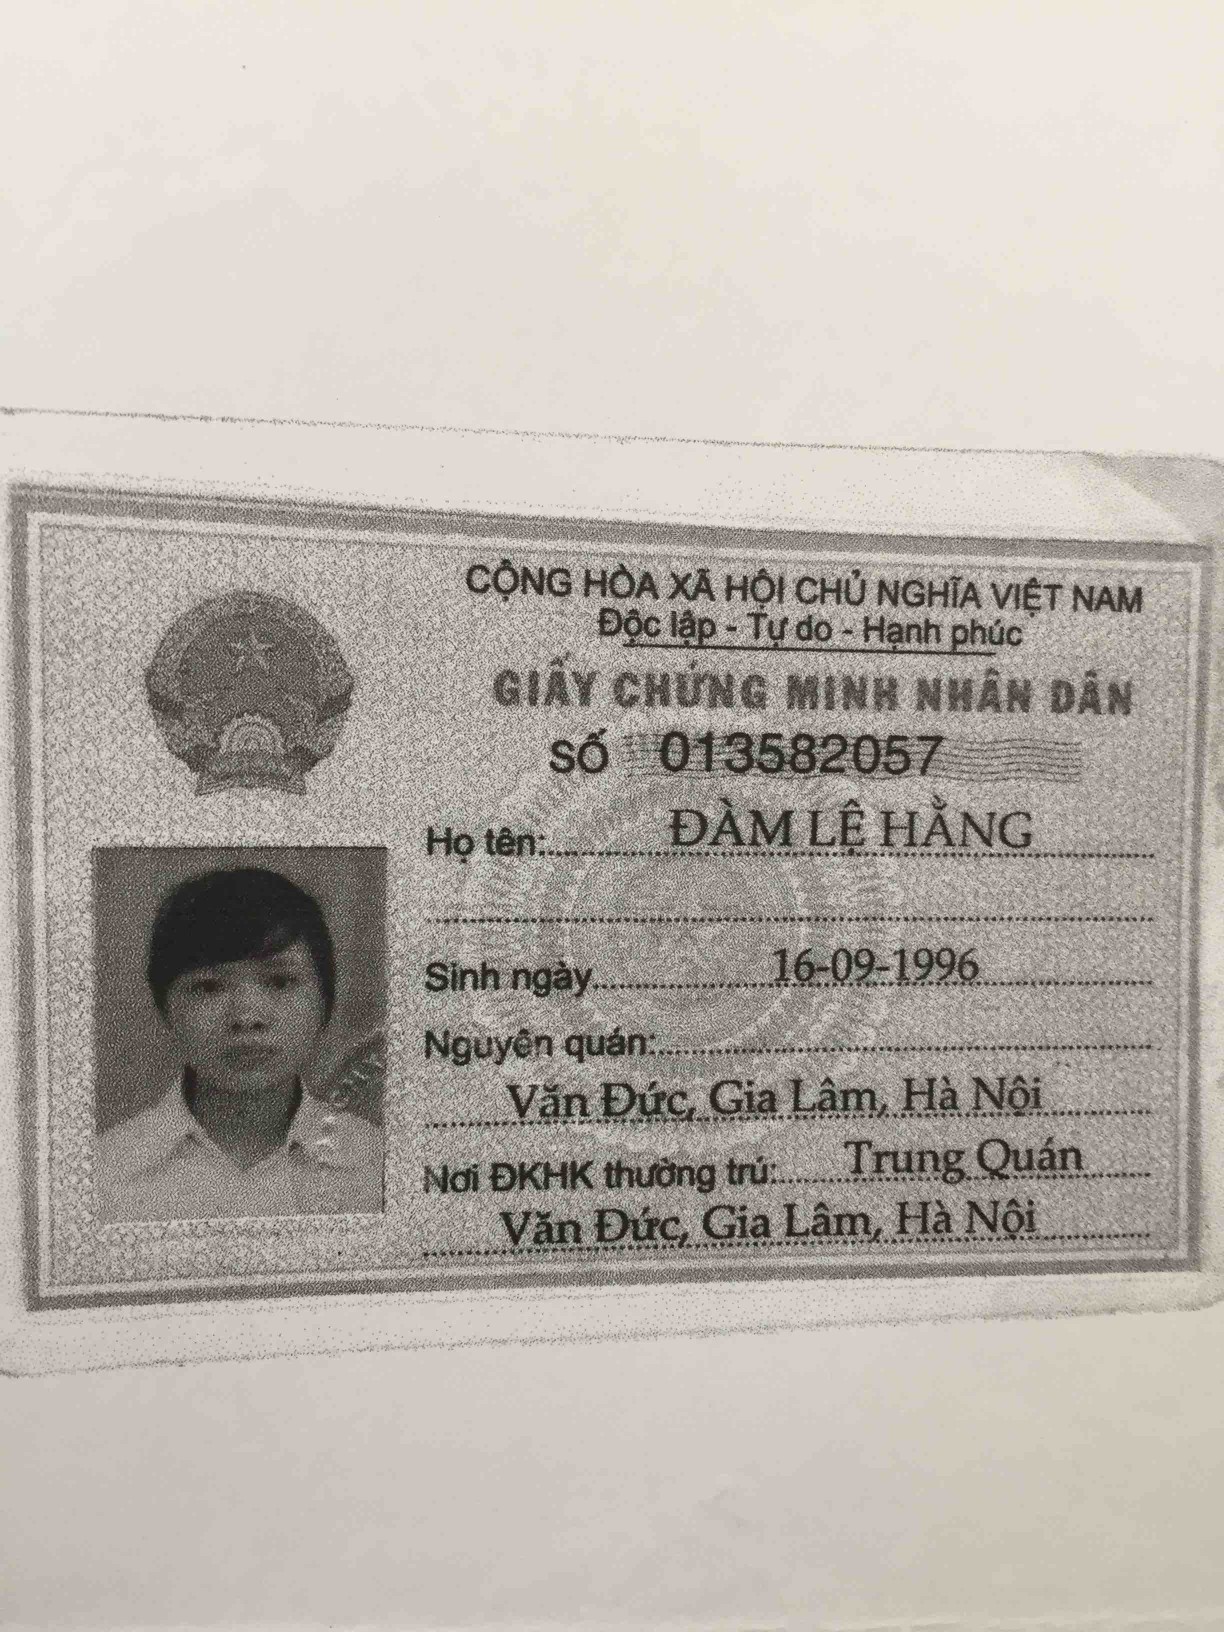 CỘNG HÒA XÃ HỘI CHỦ NGHĨA VIỆT NAM
Độc lập - Tự do - Hạnh phúc
GIẤY CHỨNG MINH NHÂN DÂN
SỐ 013582057
Họ tên: ĐÀM LỆ HẰNG
Sinh ngày 16-09-1996
Nguyên quán:
Văn Đức, Gia Lâm, Hà Nội
Nơi ĐKHK thường trú: Trung Quán
Văn Đức, Gia Lâm, Hà Nội